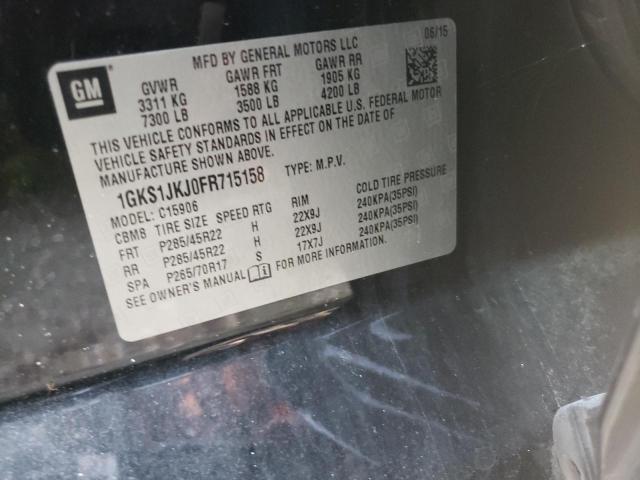 GM
MFD BY GENERAL MOTORS LLC 06/15
GVWR GAWR FRT GAWR RR
3311 KG 1588 KG 1905 KG
7300 LB 3500 LB 4200 LB
THIS VEHICLE CONFORMS TO ALL APPLICABLE U.S. FEDERAL MOTOR
VEHICLE SAFETY STANDARDS IN EFFECT ON THE DATE OF
MANUFACTURE SHOWN ABOVE.
1GKS1JKJ0FR715158 TYPE: M.P.V.
MODEL: C15906
CBM8 TIRE SIZE SPEED RTG RIM COLD TIRE PRESSURE
FRT P285/45R22 H 22X9J 240KPA(35PSI)
RR P285/45R22 H 22X9J 240KPA(35PSI)
SPA P265/70R17 S 17X7J 240KPA(35PSI)
SEE OWNER'S MANUAL FOR MORE INFORMATION.